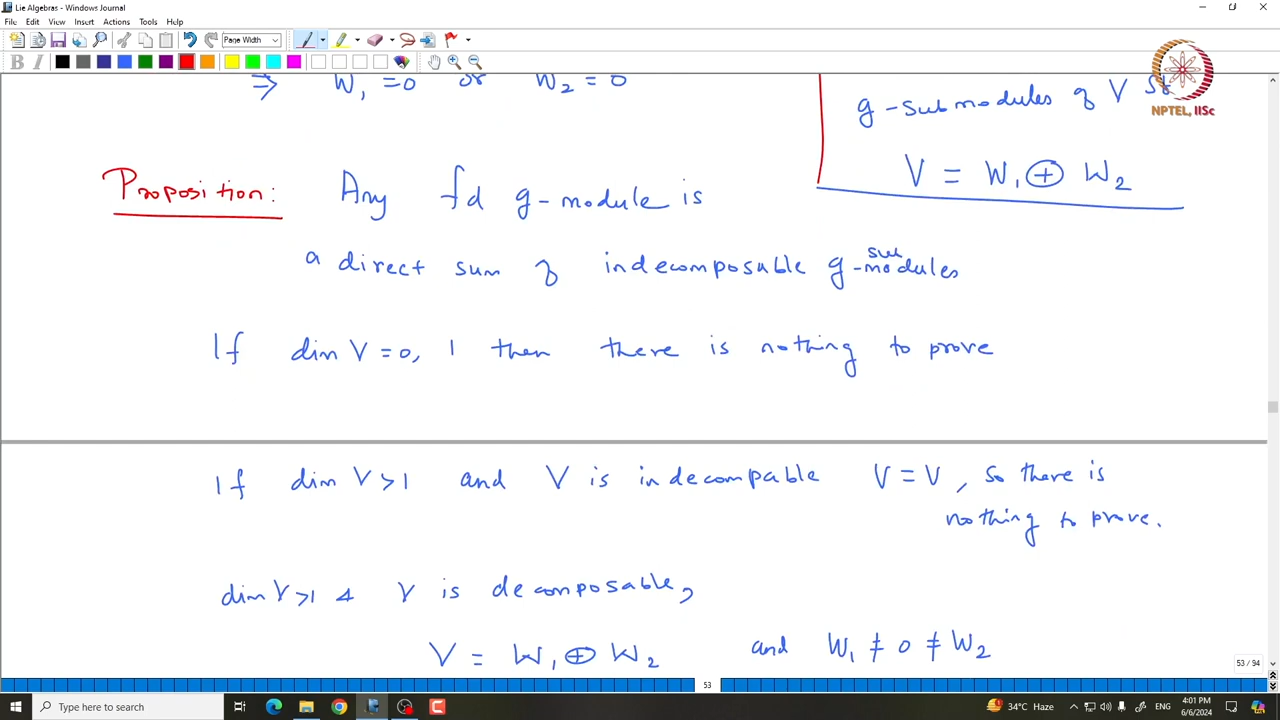 Lie Algebras - Windows Journal
File Edit View Insert Actions Tools Help
Page Width
B I
⇒ W₁ = 0 or W₂ = 0
g-submodules of V st
V = W₁ ⊕ W₂
NPTEL, IISc
Proposition: Any fd g-module is
a direct sum of indecomposable g-submodules
If dim V = 0, 1 then there is nothing to prove
If dim V > 1 and V is indecompable V = V, so there is
nothing to prove.
dim V > 1 & V is decomposable,
V = W₁ ⊕ W₂ and W₁ ≠ 0 ≠ W₂
53 / 94
53
Type here to search
34°C Haze
4:01 PM
6/6/2024